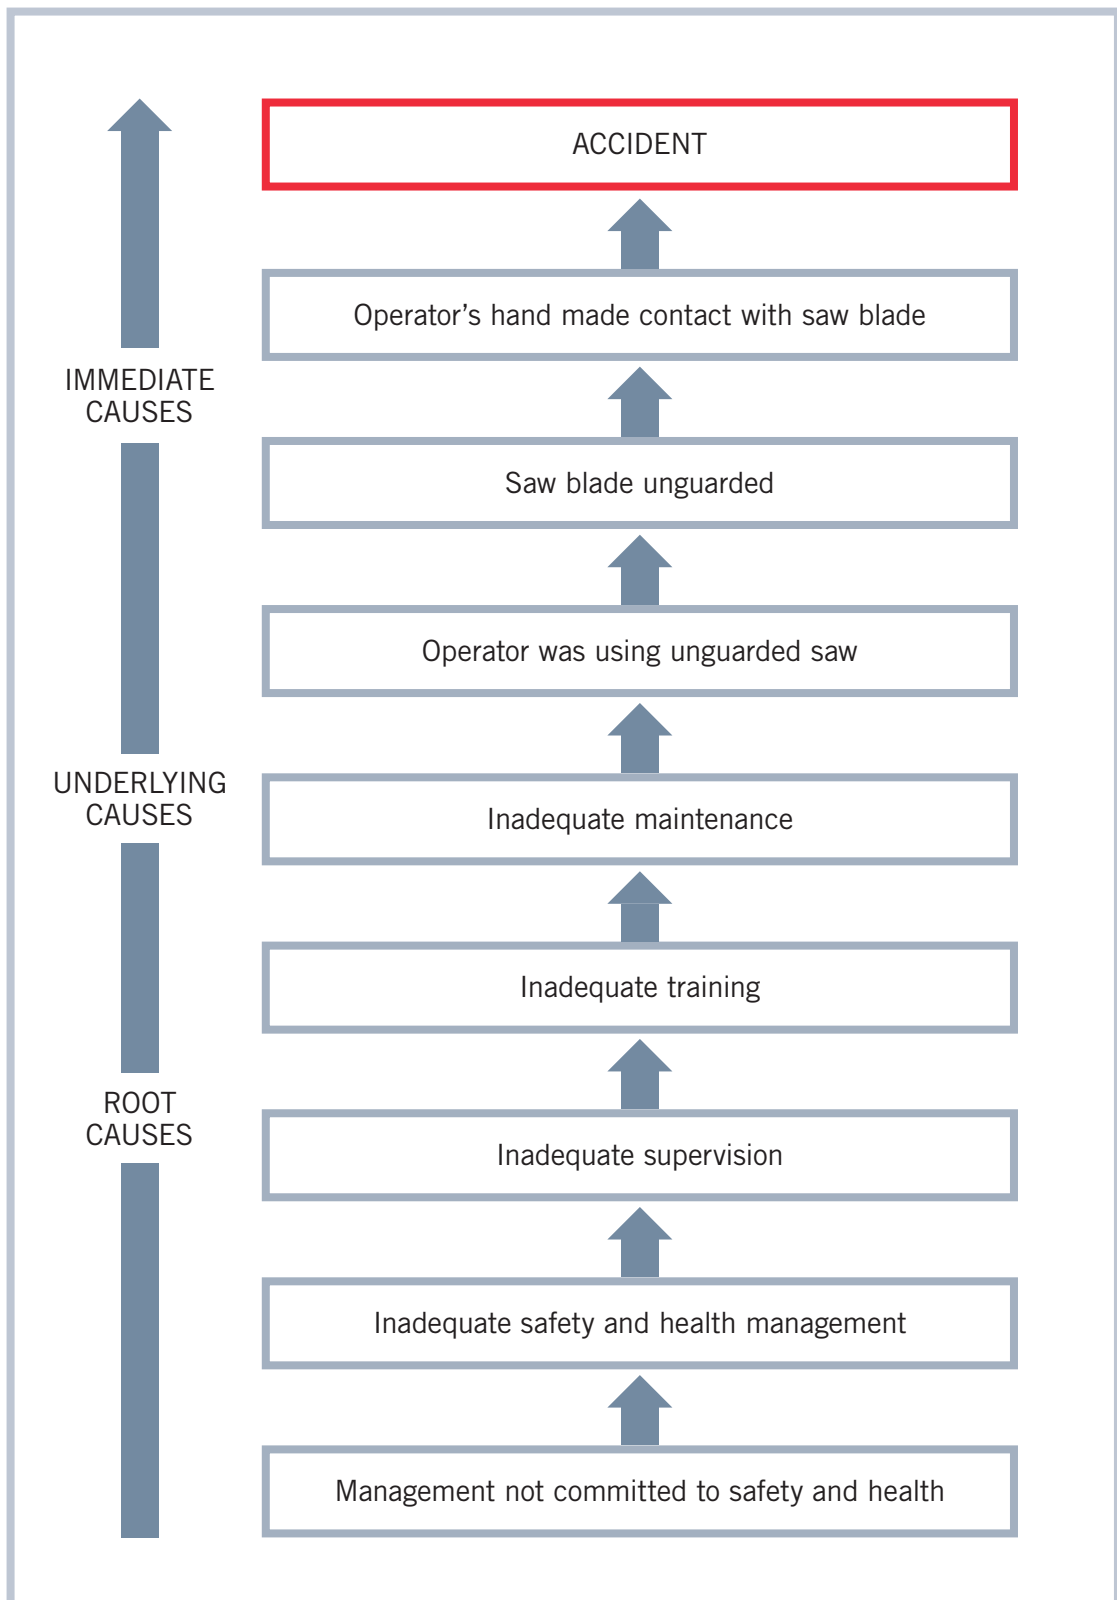 ACCIDENT
Operator’s hand made contact with saw blade
IMMEDIATE
CAUSES
Saw blade unguarded
Operator was using unguarded saw
UNDERLYING
CAUSES
Inadequate maintenance
Inadequate training
ROOT
CAUSES
Inadequate supervision
Inadequate safety and health management
Management not committed to safety and health